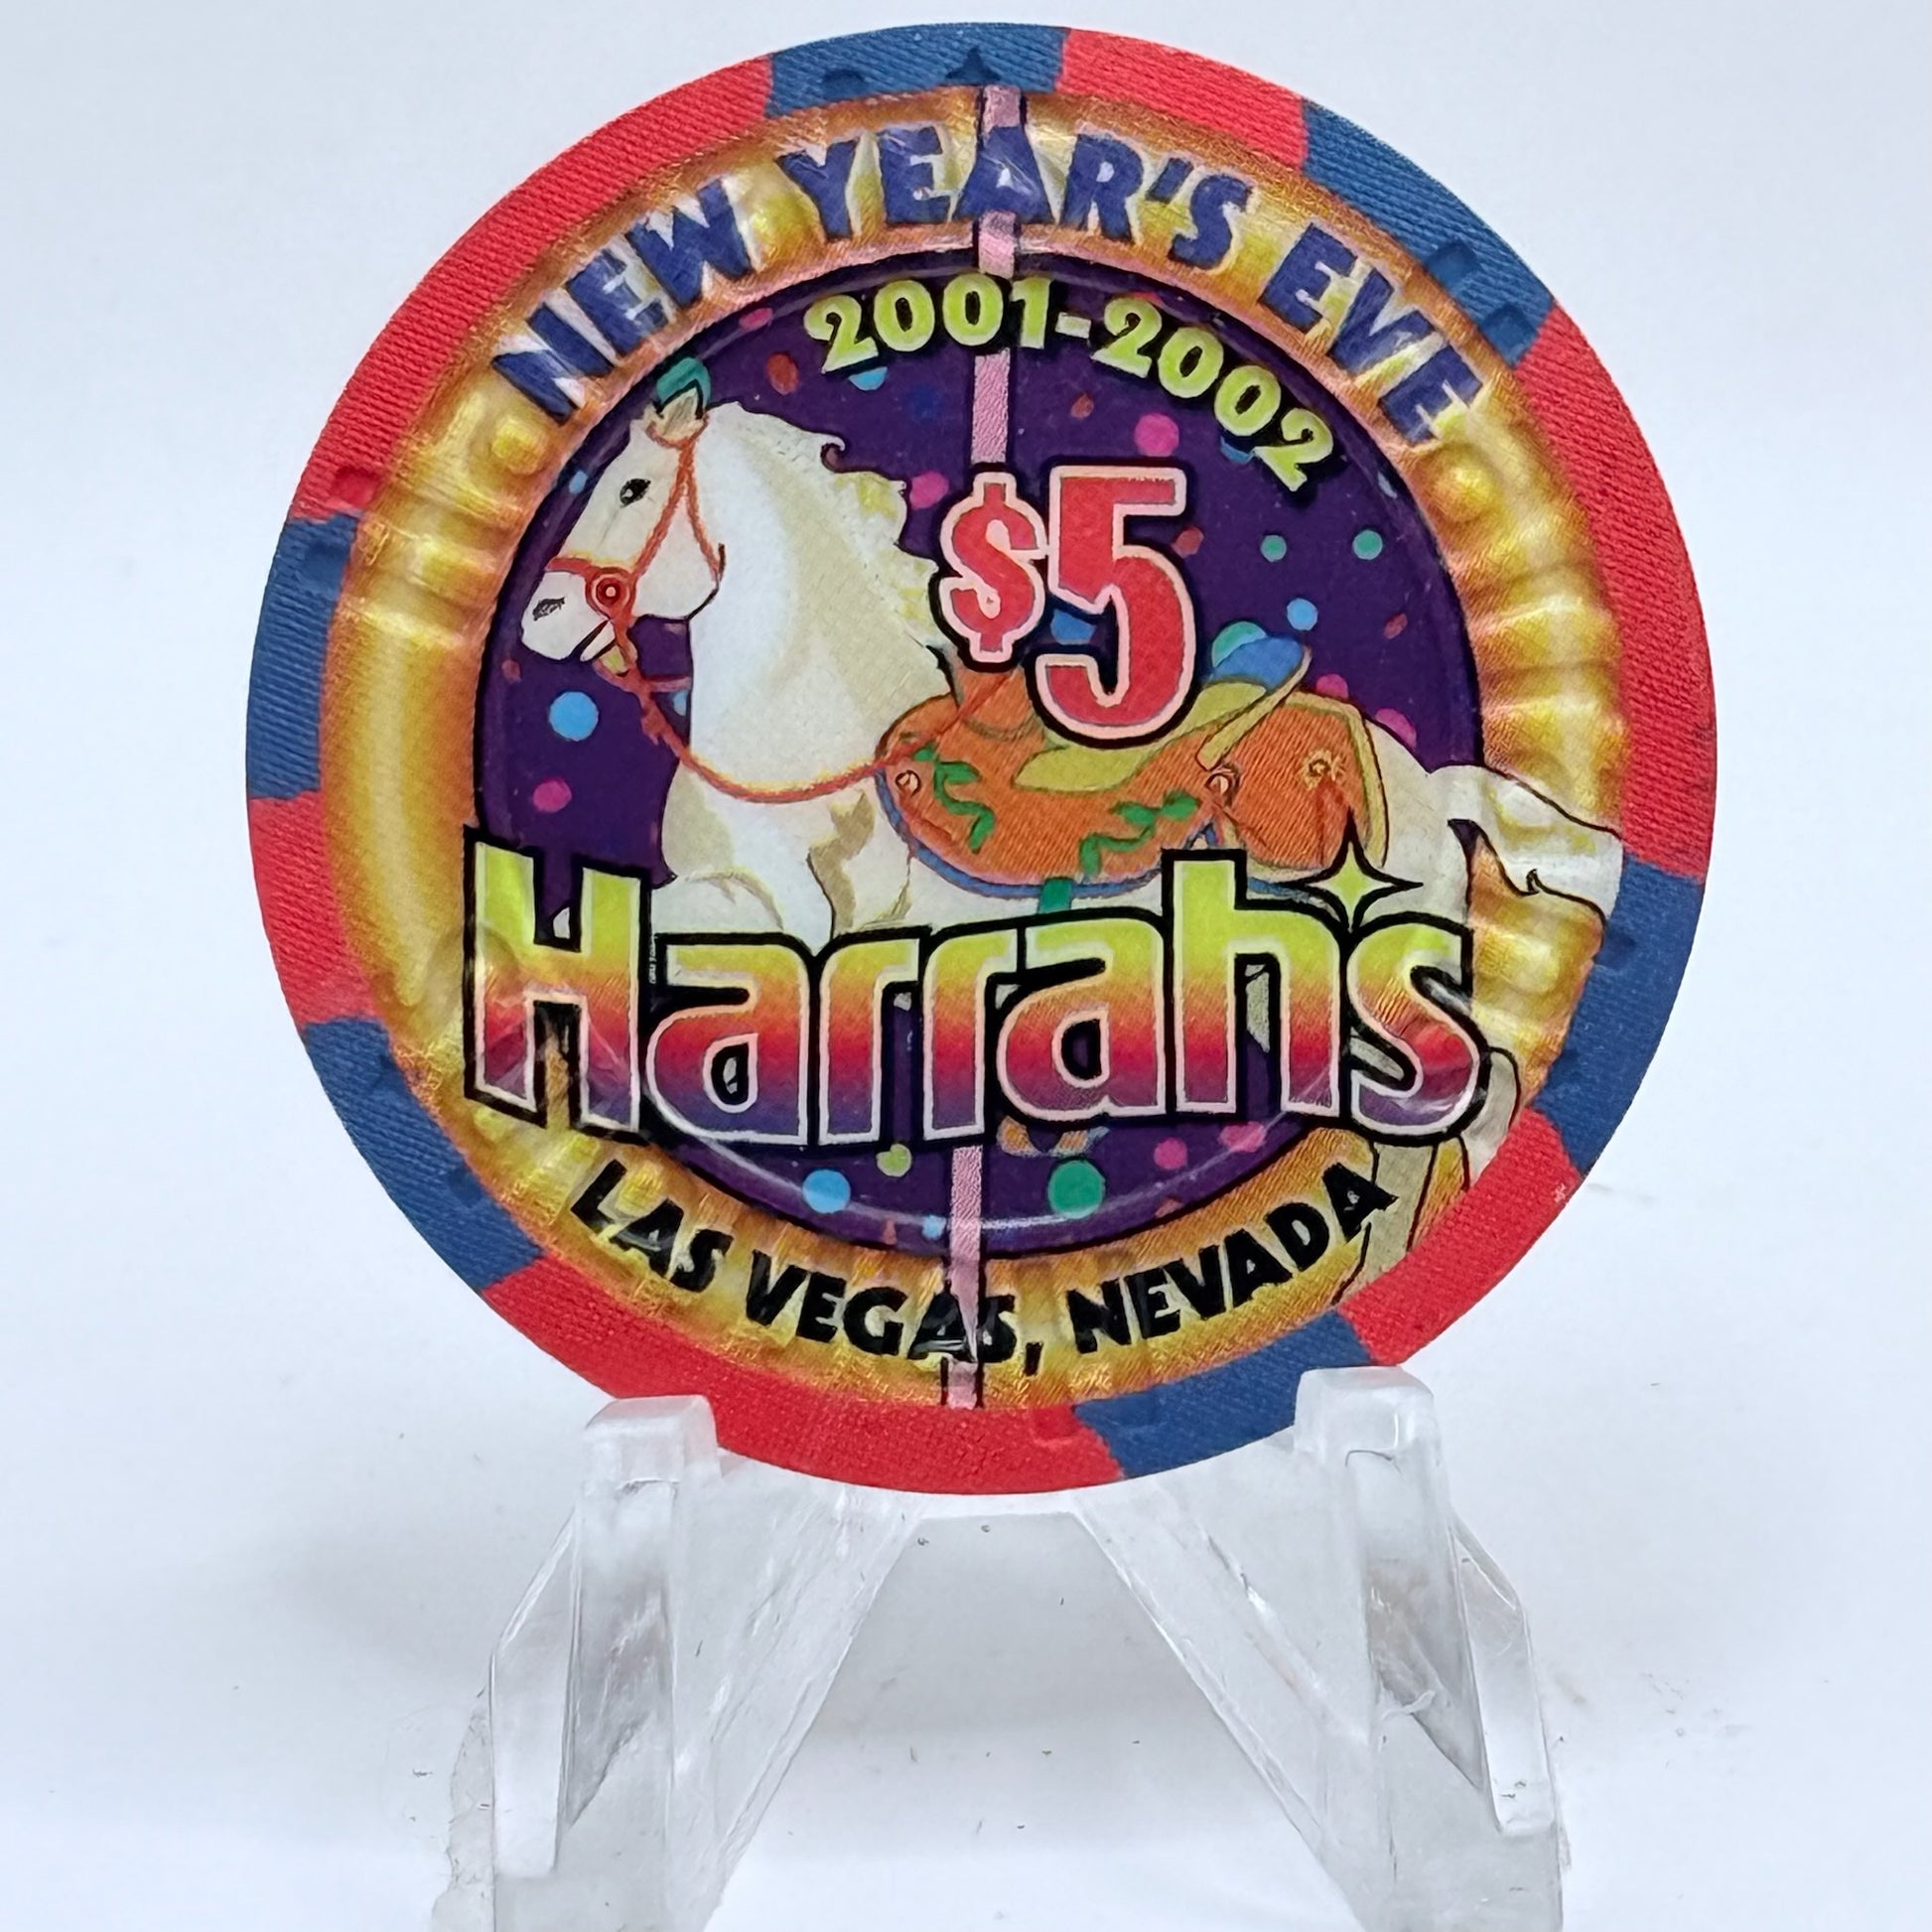 NEW YEAR'S EVE
2001-2002
$5
Harrah's
LAS VEGAS, NEVADA